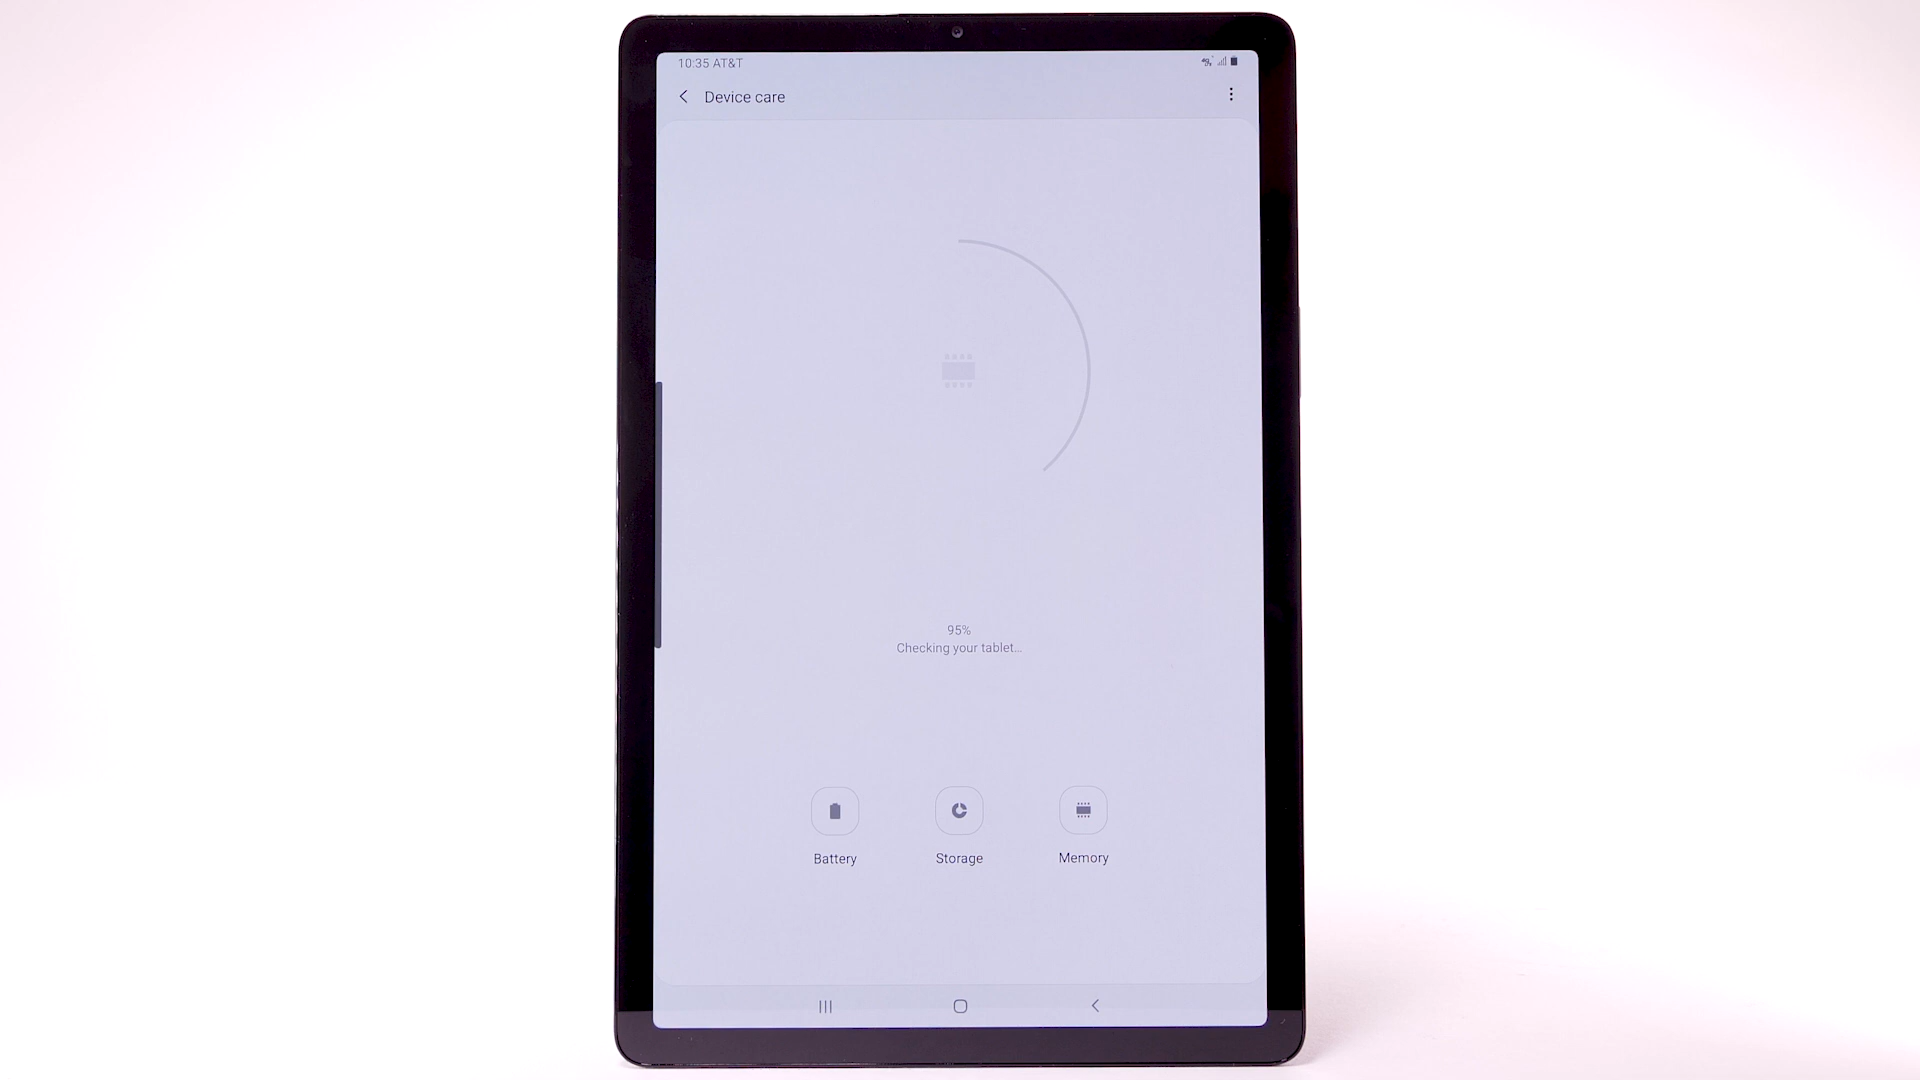 10:35 AT&T
Device care
95%
Checking your tablet...
Battery
Storage
Memory